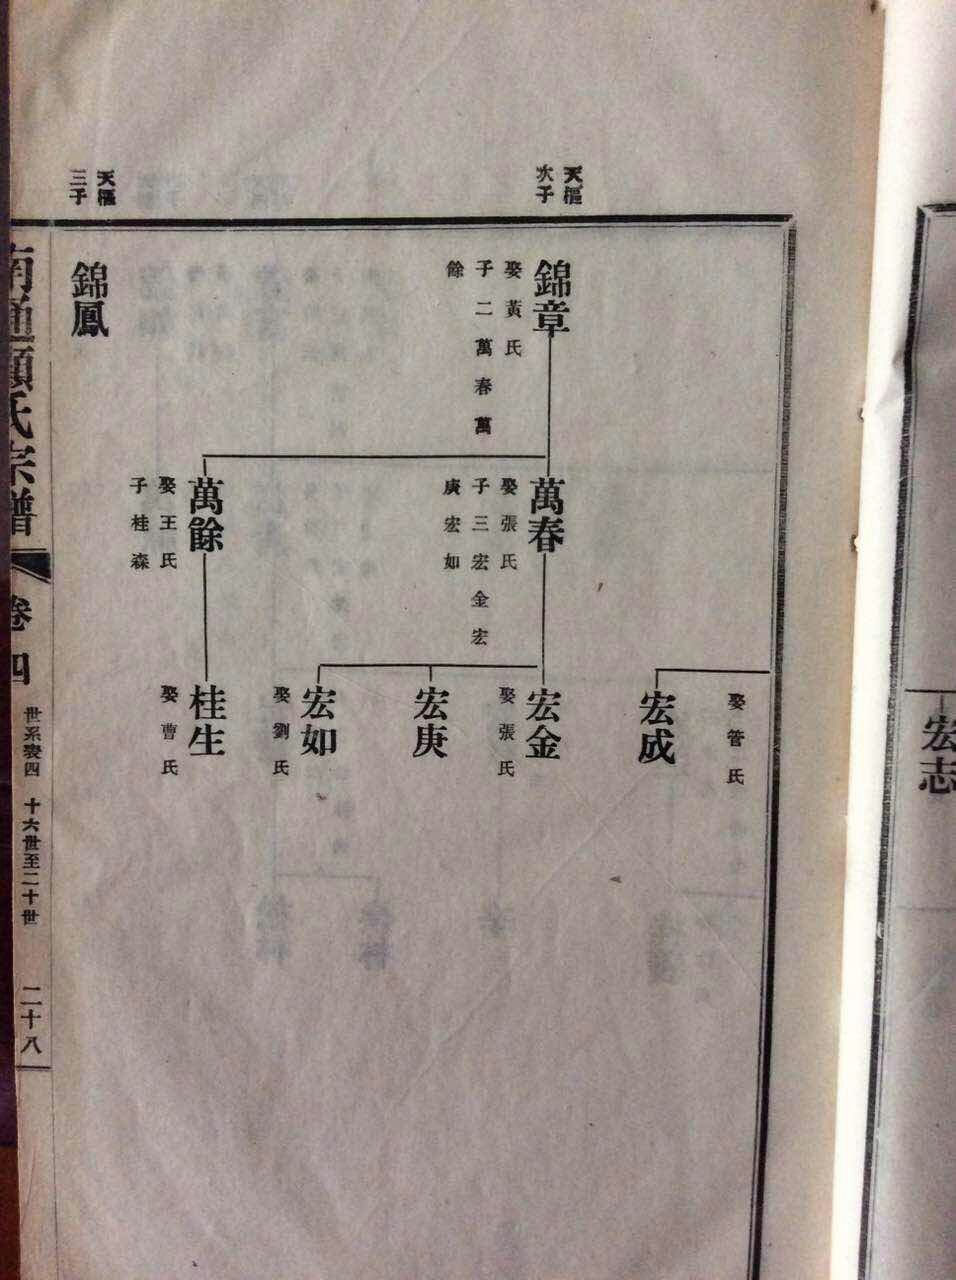 宏志
天樞
次子
錦章
娶黃氏
子二萬春萬
餘
萬春
娶張氏
子三宏金宏
庚宏如
娶管氏
宏成
宏金
娶張氏
宏庚
宏如
娶劉氏
萬餘
娶王氏
子桂森
桂生
娶曹氏
天樞
三子
錦鳳
南通顧氏宗譜
卷四
世系表四 十六世至二十世
二十八